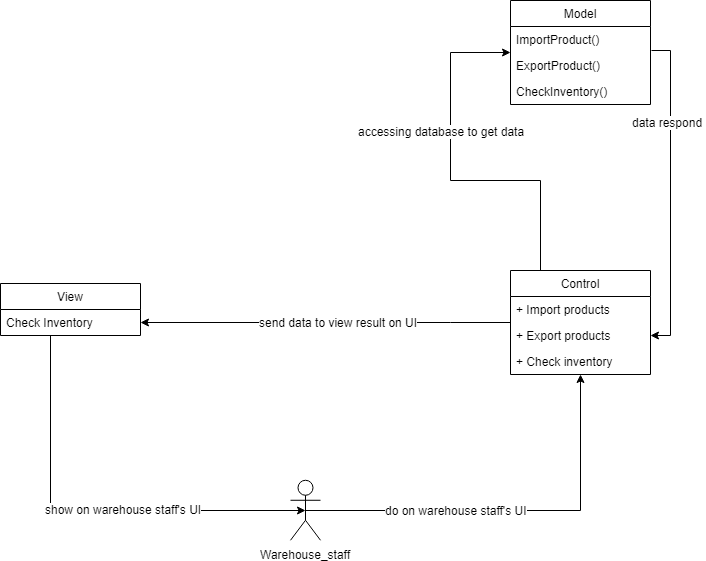 Model
ImportProduct()
ExportProduct()
CheckInventory()
accessing database to get data
data respond
View
Check Inventory
send data to view result on UI
Control
+ Import products
+ Export products
+ Check inventory
show on warehouse staff's UI
do on warehouse staff's UI
Warehouse_staff